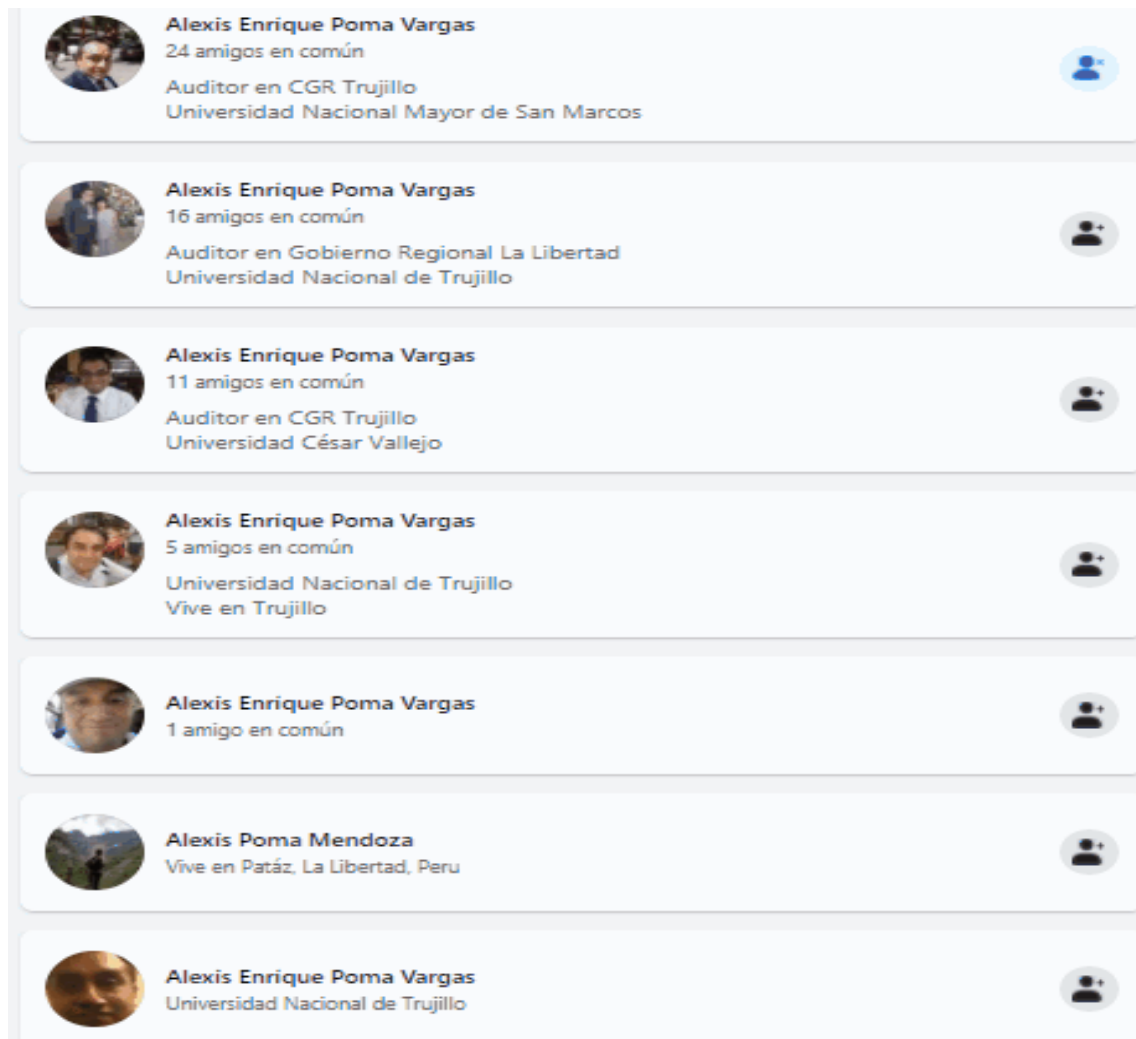 Alexis Enrique Poma Vargas
24 amigos en común
Auditor en CGR Trujillo
Universidad Nacional Mayor de San Marcos
Alexis Enrique Poma Vargas
16 amigos en común
Auditor en Gobierno Regional La Libertad
Universidad Nacional de Trujillo
Alexis Enrique Poma Vargas
11 amigos en común
Auditor en CGR Trujillo
Universidad César Vallejo
Alexis Enrique Poma Vargas
5 amigos en común
Universidad Nacional de Trujillo
Vive en Trujillo
Alexis Enrique Poma Vargas
1 amigo en común
Alexis Poma Mendoza
Vive en Patáz, La Libertad, Peru
Alexis Enrique Poma Vargas
Universidad Nacional de Trujillo